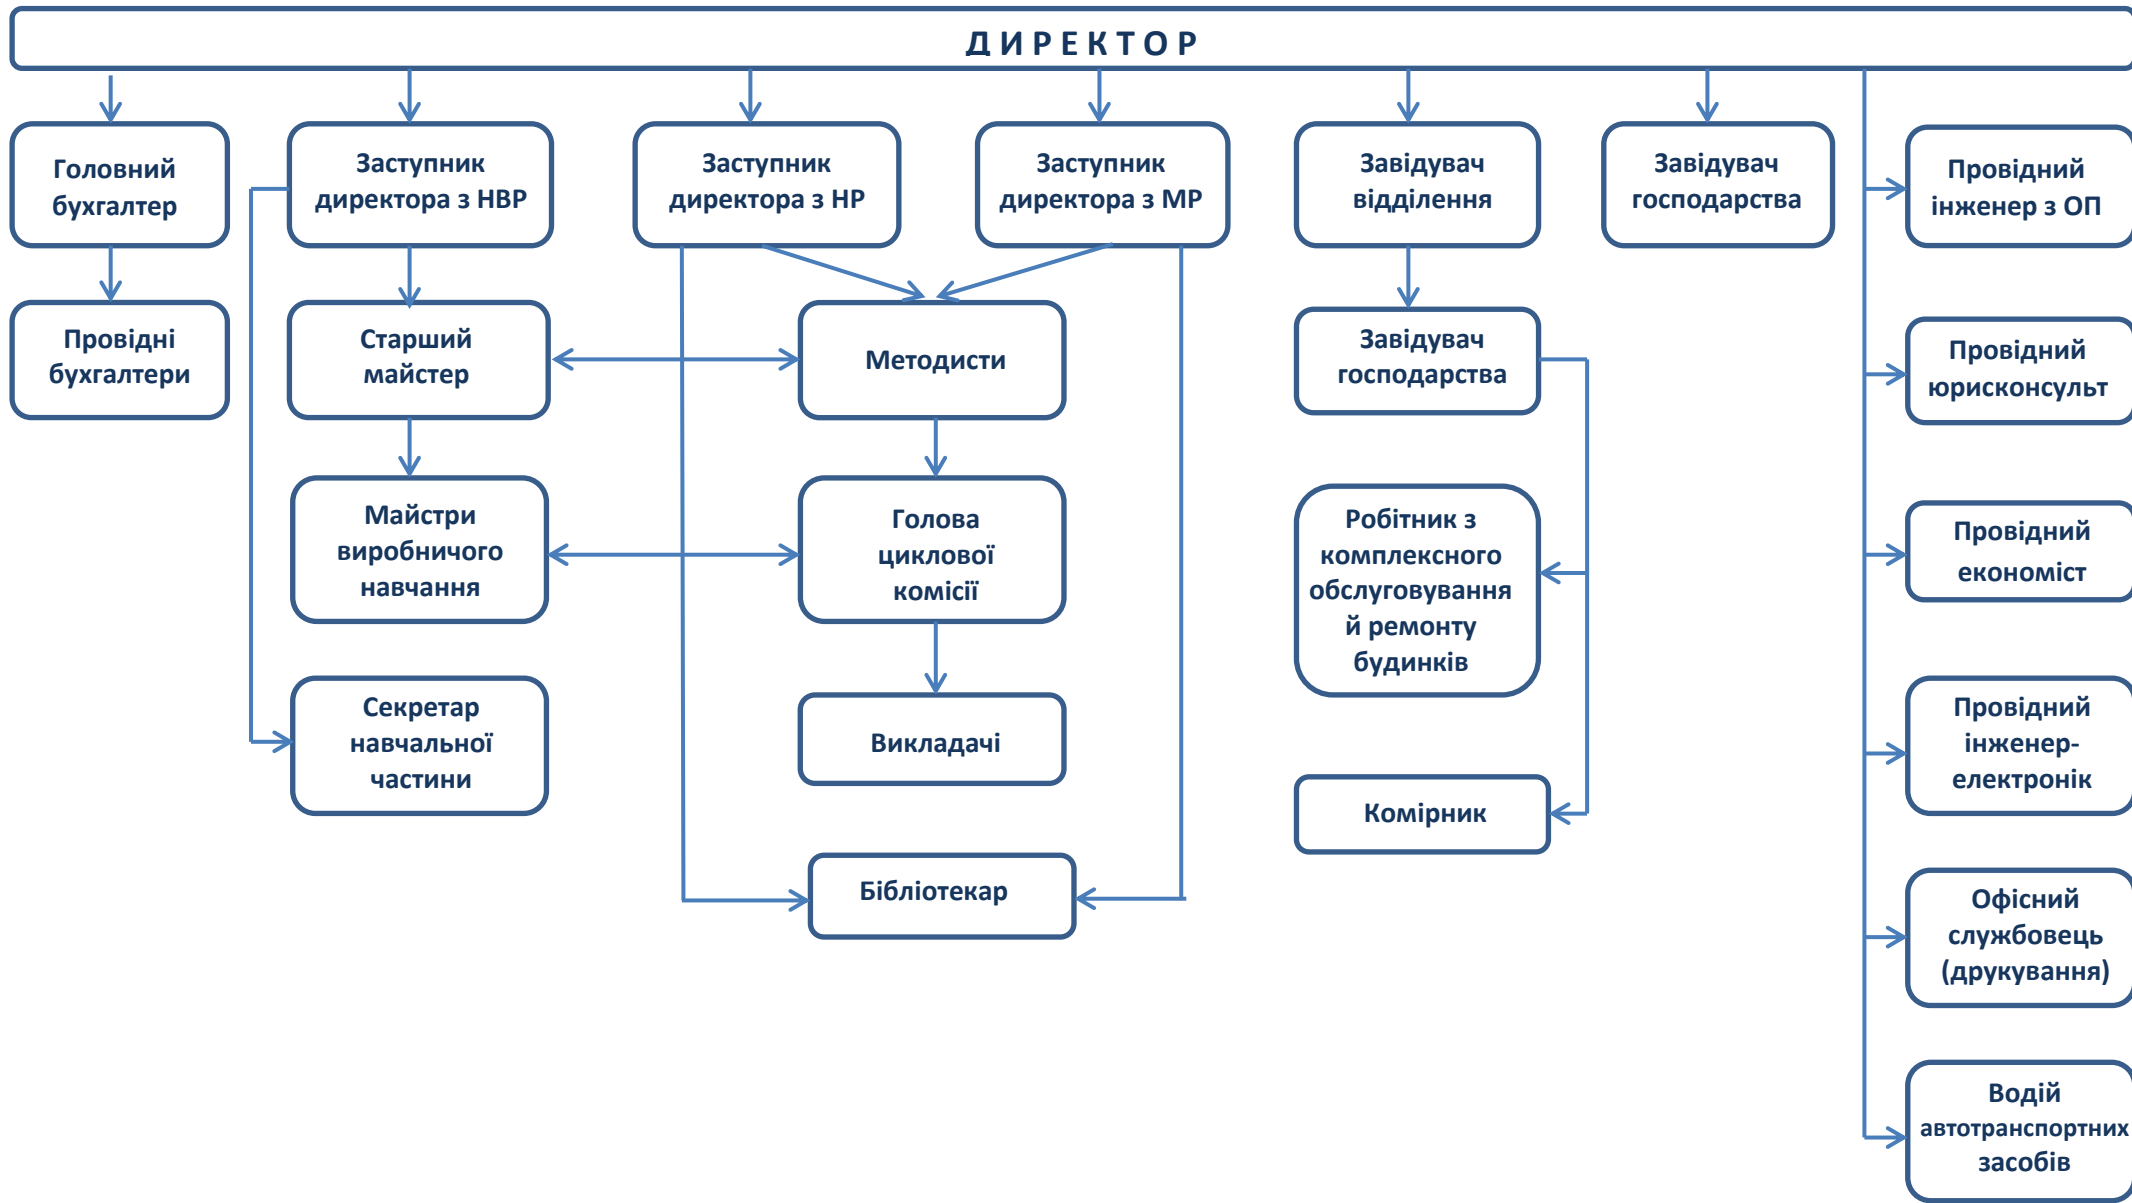 ДИРЕКТОР
Головний
бухгалтер
Заступник
директора з НВР
Заступник
директора з НР
Заступник
директора з МР
Завідувач
відділення
Завідувач
господарства
Провідний
інженер з ОП
Провідні
бухгалтери
Старший
майстер
Методисти
Завідувач
господарства
Провідний
юрисконсульт
Майстри
виробничого
навчання
Голова
циклової
комісії
Робітник з
комплексного
обслуговування
й ремонту
будинків
Провідний
економіст
Секретар
навчальної
частини
Викладачі
Комірник
Провідний
інженер-
електронік
Бібліотекар
Офісний
службовець
(друкування)
Водій
автотранспортних
засобів